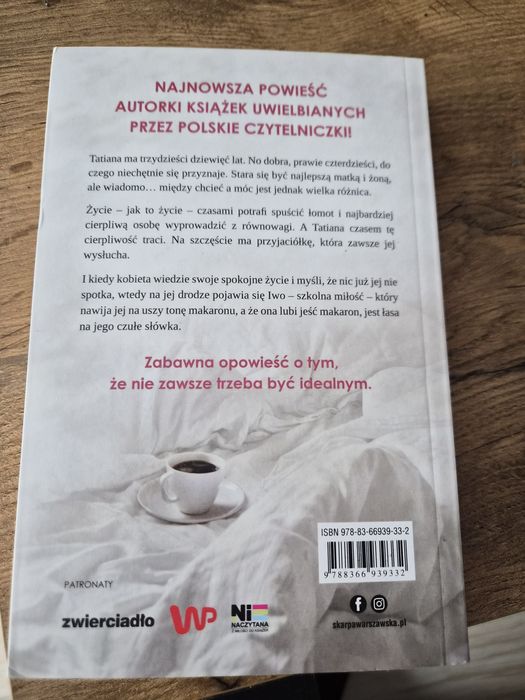 NAJNOWSZA POWIEŚĆ
AUTORKI KSIĄŻEK UWIELBIANYCH
PRZEZ POLSKIE CZYTELNICZKI!
Tatiana ma trzydzieści dziewięć lat. No dobra, prawie czterdzieści, do
czego niechętnie się przyznaje. Stara się być najlepszą matką i żoną,
ale wiadomo… między chcieć a móc jest jednak wielka różnica.
Życie – jak to życie – czasami potrafi spuścić łomot i najbardziej
cierpliwą osobę wyprowadzić z równowagi. A Tatiana czasem tę
cierpliwość traci. Na szczęście ma przyjaciółkę, która zawsze jej
wysłucha.
I kiedy kobieta wiedzie swoje spokojne życie i myśli, że nic już jej nie
spotka, wtedy na jej drodze pojawia się Iwo – szkolna miłość – który
nawija jej na uszy tonę makaronu, a że ona lubi jeść makaron, jest łasa
na jego czułe słówka.
Zabawna opowieść o tym,
że nie zawsze trzeba być idealnym.
ISBN 978-83-66939-33-2
9 788366 939332
PATRONATY
zwierciadło
WP
Ni
NACZYTANA
Z MIŁOŚCI DO KSIĄŻEK
skarpawarszawska.pl